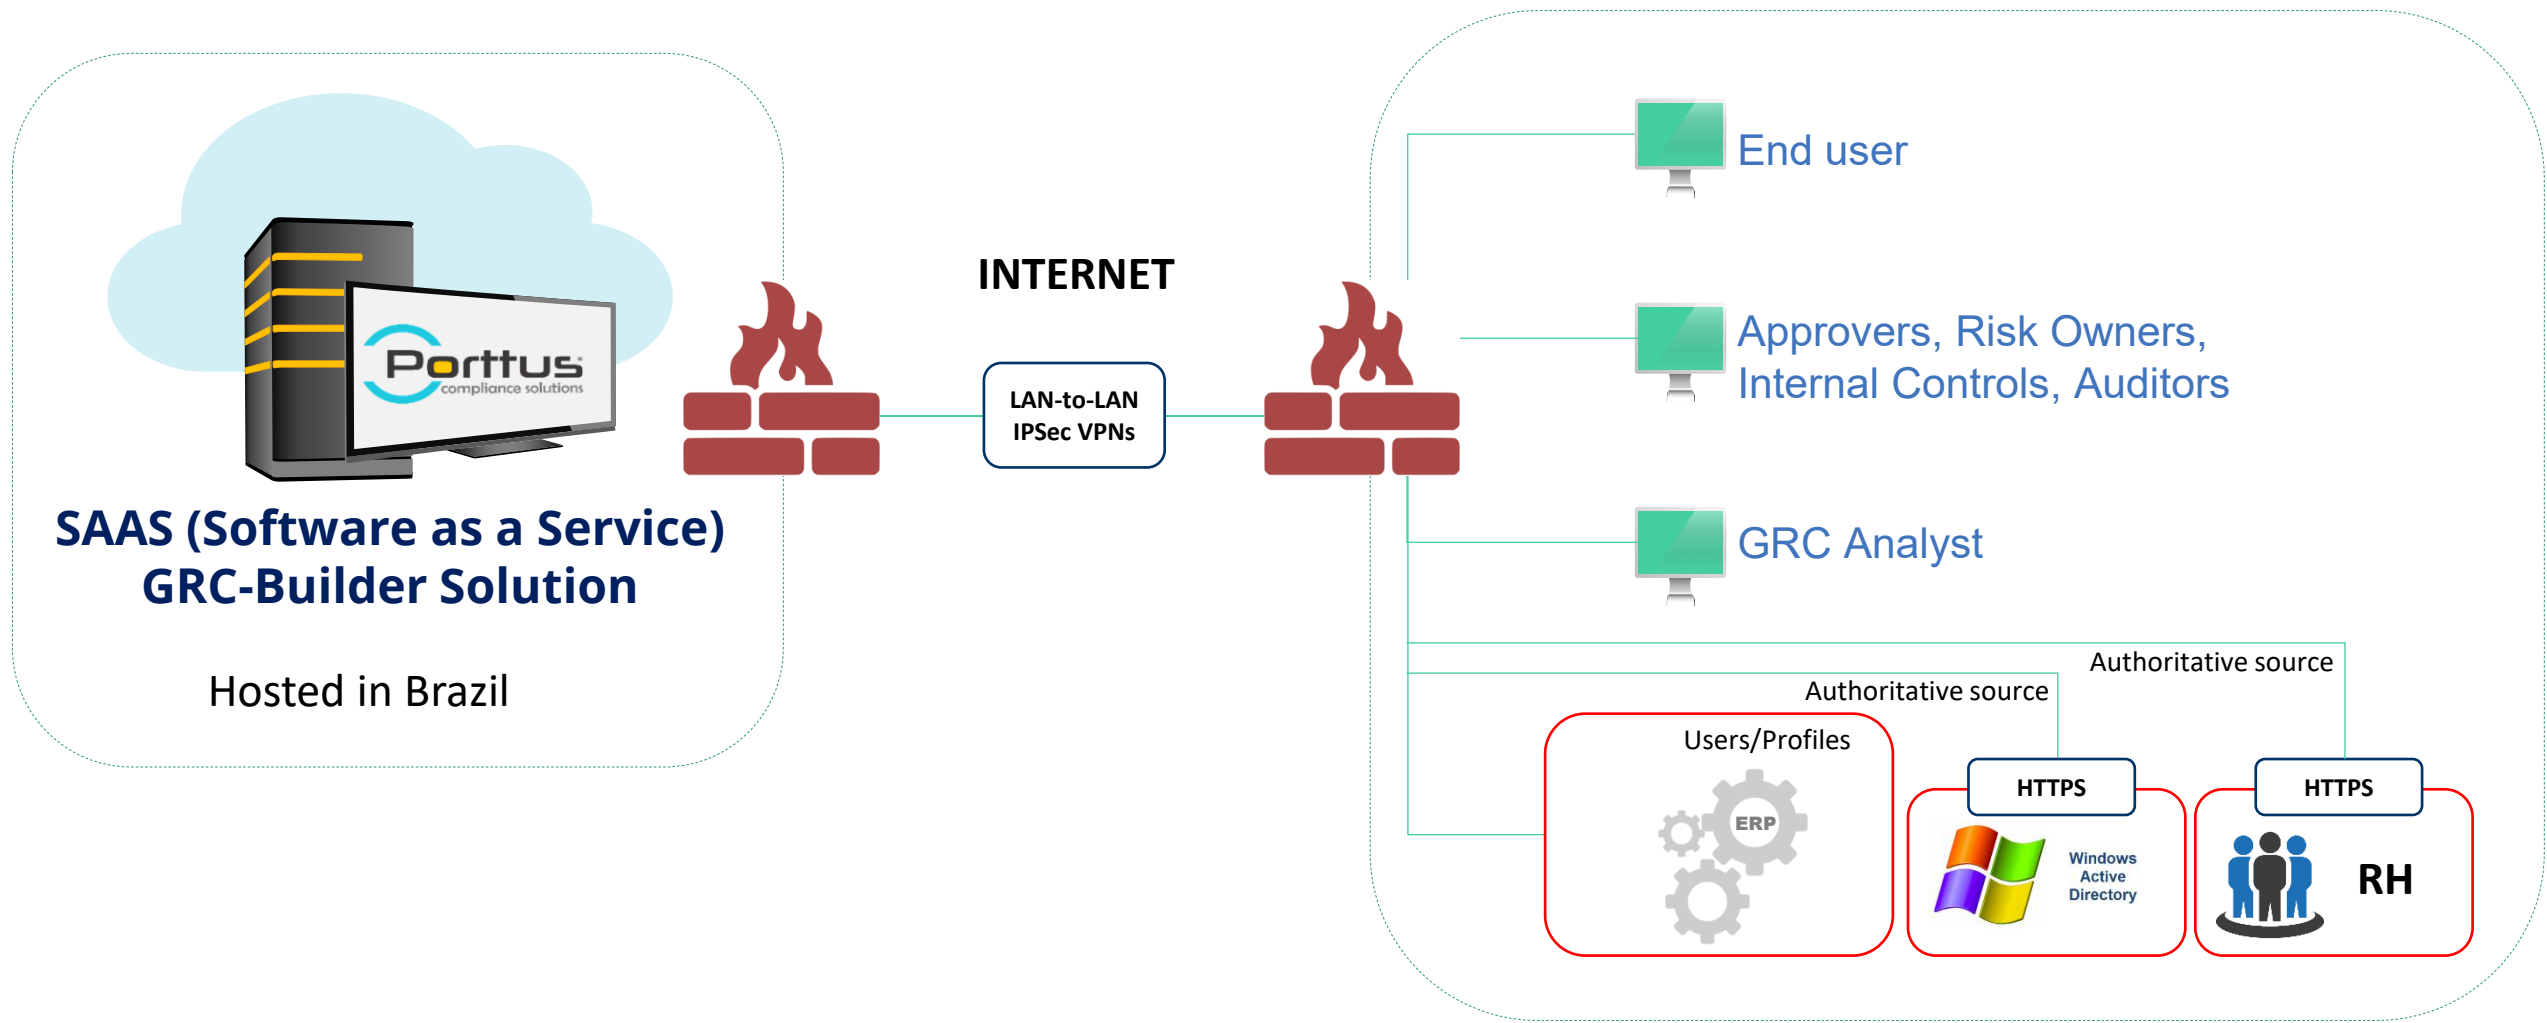 Porttus
compliance solutions
SAAS (Software as a Service)
GRC-Builder Solution
Hosted in Brazil
INTERNET
LAN-to-LAN
IPSec VPNs
End user
Approvers, Risk Owners,
Internal Controls, Auditors
GRC Analyst
Authoritative source
Authoritative source
Users/Profiles
ERP
HTTPS
Windows
Active
Directory
HTTPS
RH